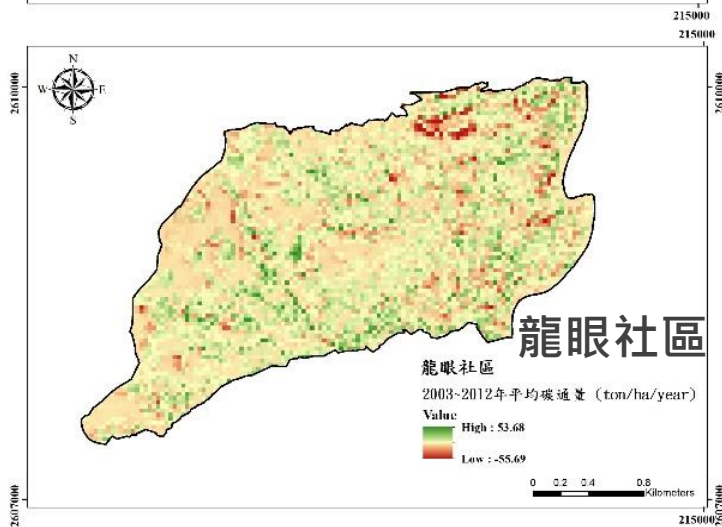 215000
215000
2610000
2610000
N
W
E
S
龍眼社區
龍眼社區
2003~2012年平均碳通量 (ton/ha/year)
Value
High : 53.68
Low : -55.69
0 0.2 0.4 0.8
Kilometers
2607000
2607000
215000